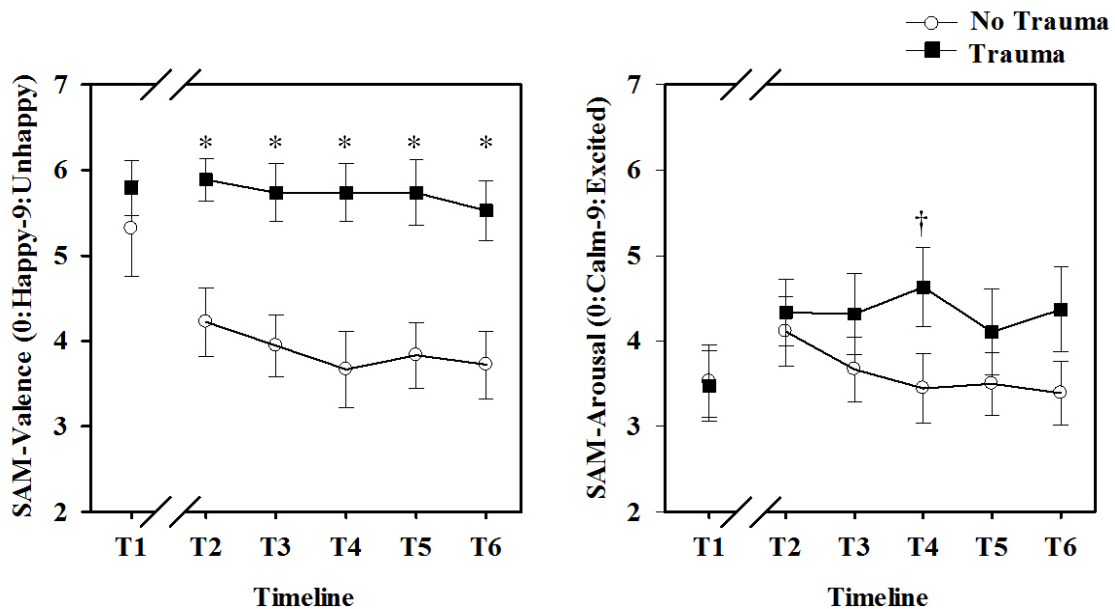 No Trauma
Trauma
SAM-Valence (0:Happy-9:Unhappy)
7
6
5
4
3
2
* * * * *
T1 T2 T3 T4 T5 T6
Timeline
SAM-Arousal (0:Calm-9:Excited)
7
6
5
4
3
2
†
T1 T2 T3 T4 T5 T6
Timeline